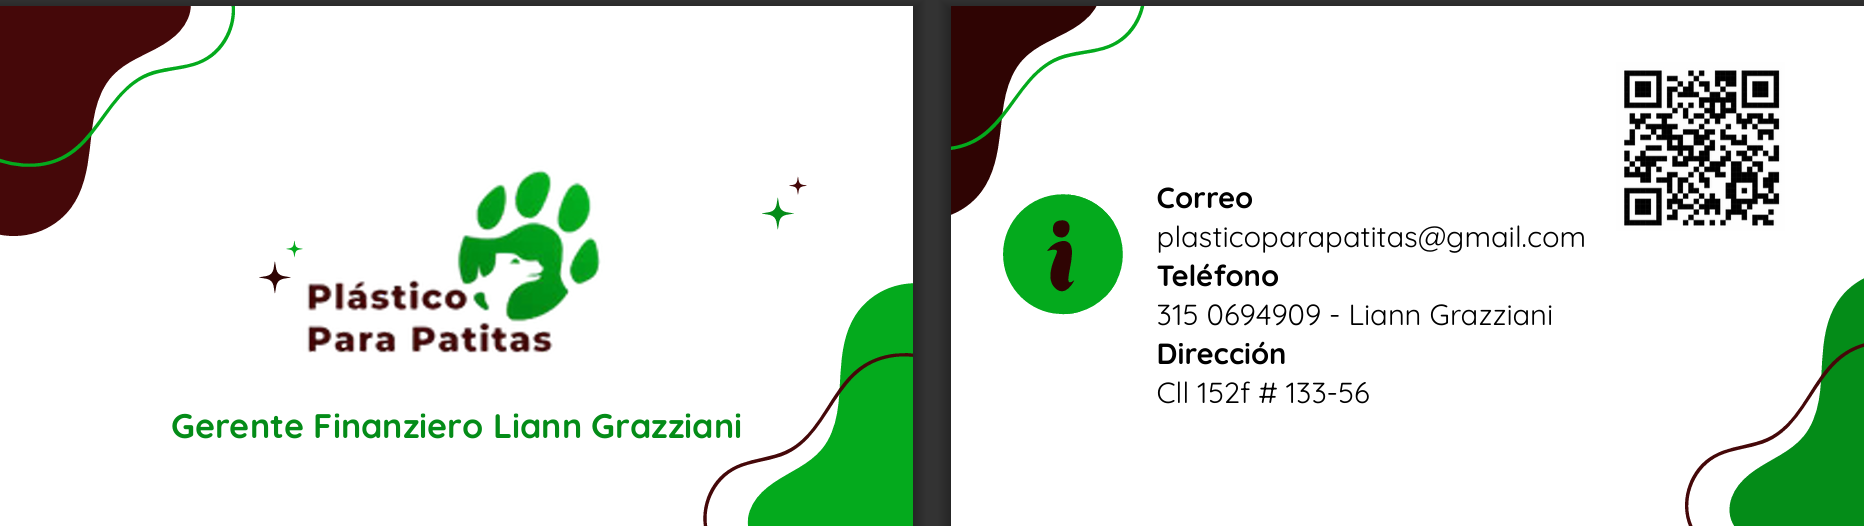 Plástico
Para Patitas
Gerente Finanziero Liann Grazziani
Correo
plasticoparapatitas@gmail.com
Teléfono
315 0694909 - Liann Grazziani
Dirección
Cll 152f # 133-56